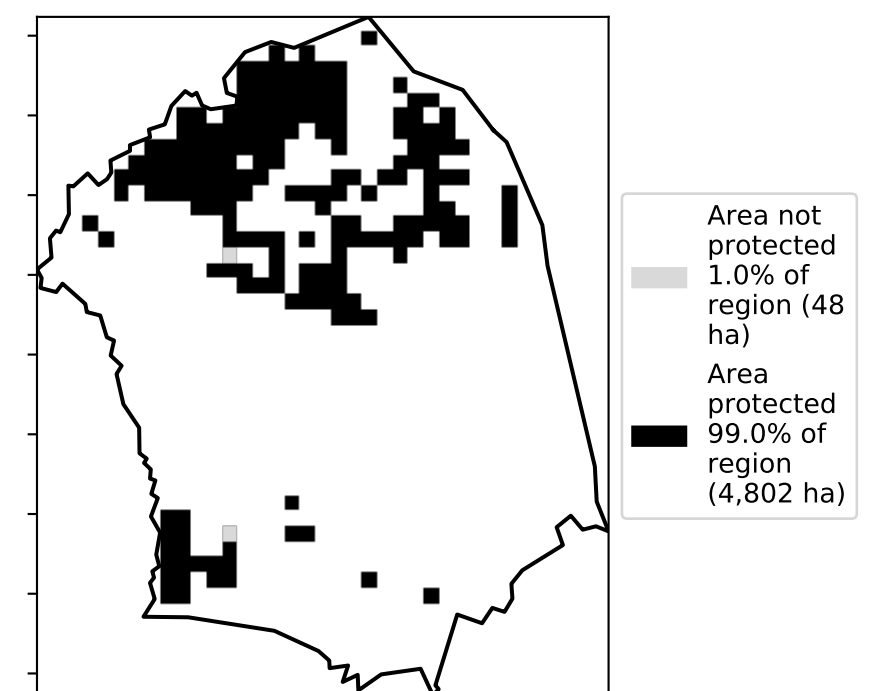 Area not
protected
1.0% of
region (48
ha)
Area
protected
99.0% of
region
(4,802 ha)